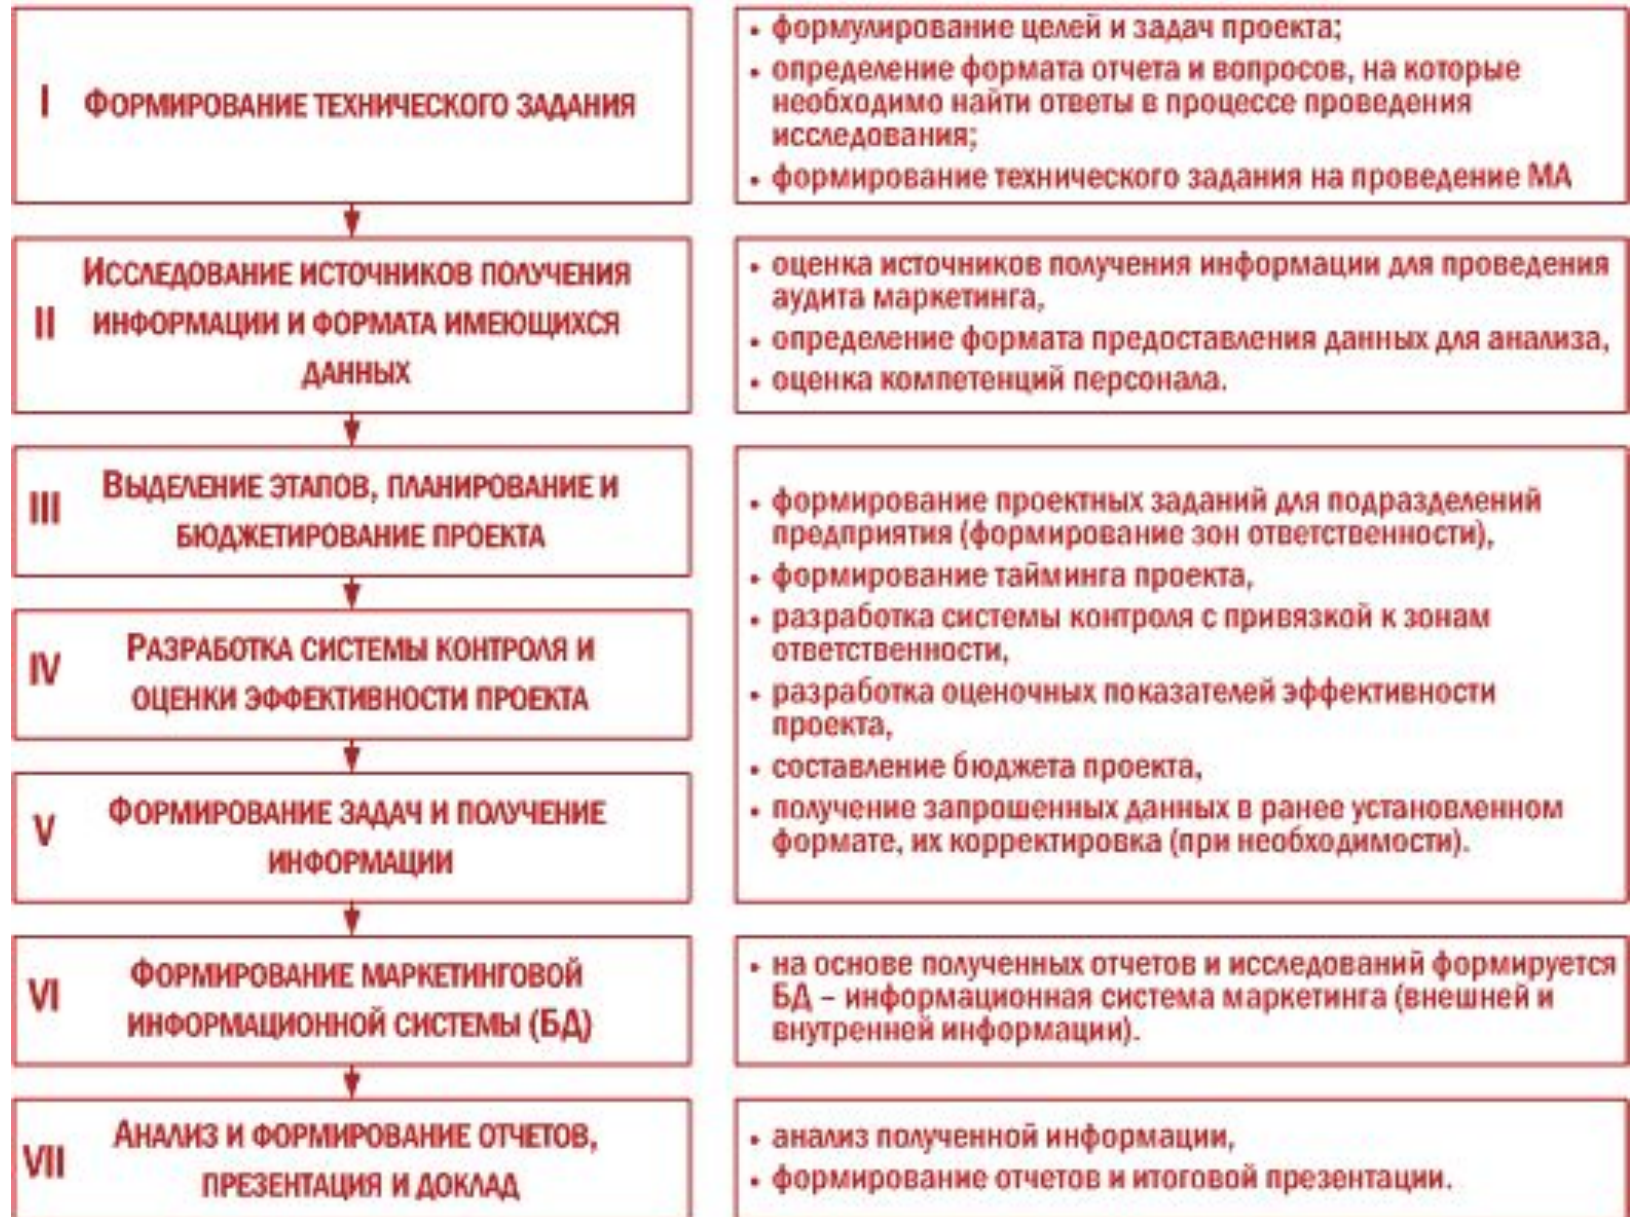 I ФОРМИРОВАНИЕ ТЕХНИЧЕСКОГО ЗАДАНИЯ
• формулирование целей и задач проекта;
• определение формата отчета и вопросов, на которые
необходимо найти ответы в процессе проведения
исследования;
• формирование технического задания на проведение МА
II
ИССЛЕДОВАНИЕ ИСТОЧНИКОВ ПОЛУЧЕНИЯ
ИНФОРМАЦИИ И ФОРМАТА ИМЕЮЩИХСЯ
ДАННЫХ
• оценка источников получения информации для проведения
аудита маркетинга,
• определение формата предоставления данных для анализа,
• оценка компетенций персонала.
III
ВЫДЕЛЕНИЕ ЭТАПОВ, ПЛАНИРОВАНИЕ И
БЮДЖЕТИРОВАНИЕ ПРОЕКТА
IV
РАЗРАБОТКА СИСТЕМЫ КОНТРОЛЯ И
ОЦЕНКИ ЭФФЕКТИВНОСТИ ПРОЕКТА
V
ФОРМИРОВАНИЕ ЗАДАЧ И ПОЛУЧЕНИЕ
ИНФОРМАЦИИ
• формирование проектных заданий для подразделений
предприятия (формирование зон ответственности),
• формирование тайминга проекта,
• разработка системы контроля с привязкой к зонам
ответственности,
• разработка оценочных показателей эффективности
проекта,
• составление бюджета проекта,
• получение запрошенных данных в ранее установленном
формате, их корректировка (при необходимости).
VI
ФОРМИРОВАНИЕ МАРКЕТИНГОВОЙ
ИНФОРМАЦИОННОЙ СИСТЕМЫ (БД)
• на основе полученных отчетов и исследований формируется
БД – информационная система маркетинга (внешней и
внутренней информации).
VII
АНАЛИЗ И ФОРМИРОВАНИЕ ОТЧЕТОВ,
ПРЕЗЕНТАЦИЯ И ДОКЛАД
• анализ полученной информации,
• формирование отчетов и итоговой презентации.